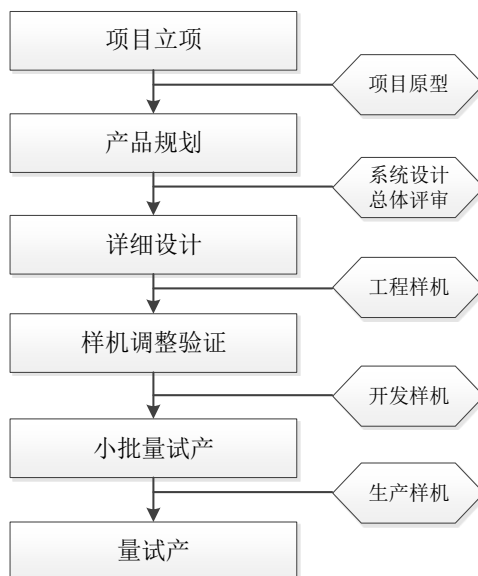 项目立项
项目原型
产品规划
系统设计
总体评审
详细设计
工程样机
样机调整验证
开发样机
小批量试产
生产样机
量试产